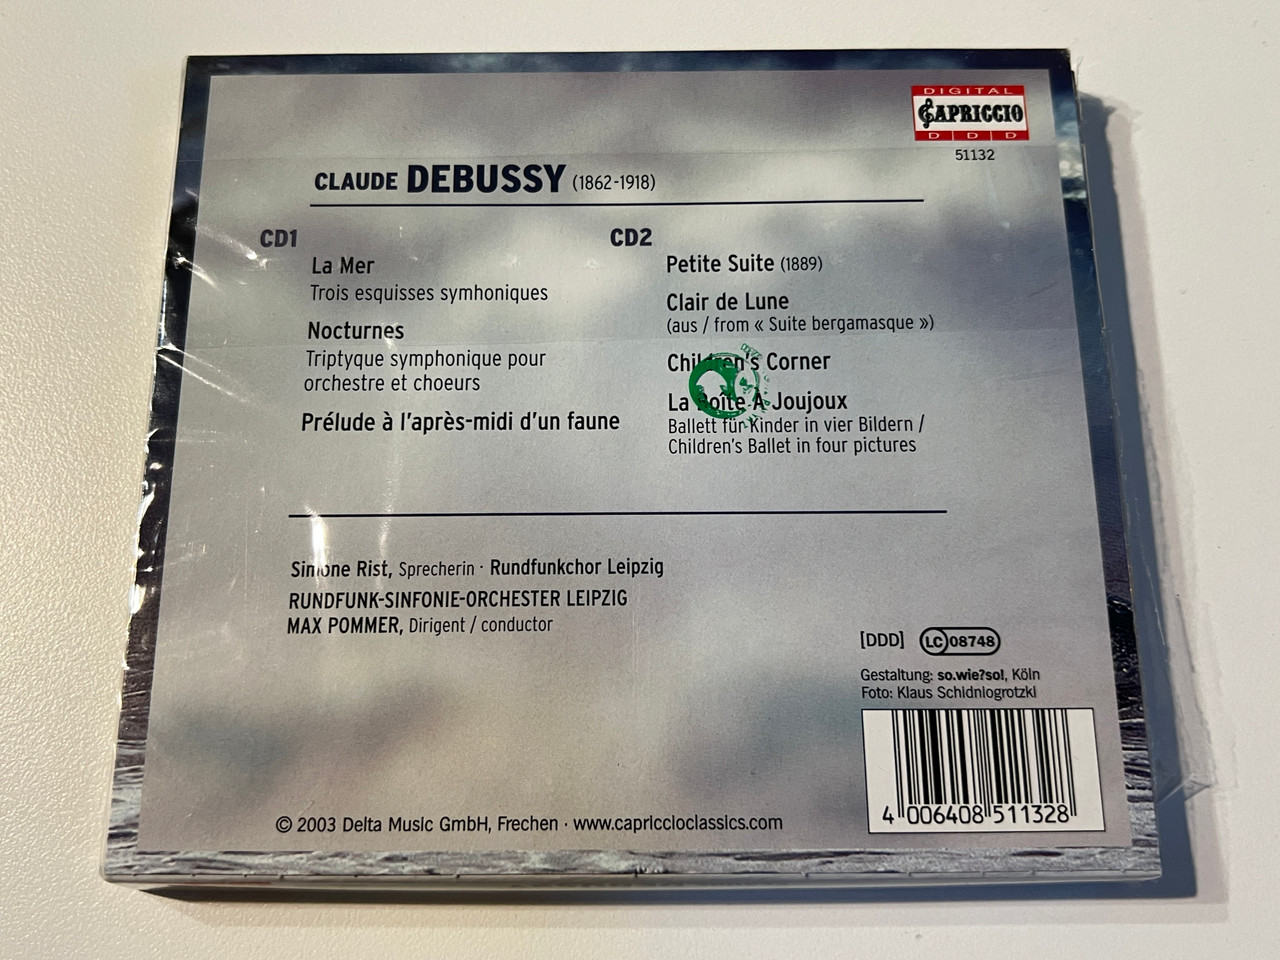 DIGITAL
CAPRICCIO
D D D
51132
CLAUDE DEBUSSY (1862-1918)
CD1
La Mer
Trois esquisses symhoniques
Nocturnes
Triptyque symphonique pour
orchestre et choeurs
Prélude à l'après-midi d'un faune
CD2
Petite Suite (1889)
Clair de Lune
(aus / from « Suite bergamasque »)
Children's Corner
La Boîte À Joujoux
Ballett für Kinder in vier Bildern /
Children's Ballet in four pictures
Simone Rist, Sprecherin · Rundfunkchor Leipzig
RUNDFUNK-SINFONIE-ORCHESTER LEIPZIG
MAX POMMER, Dirigent / conductor
[DDD] LC 08748
Gestaltung: so.wie?so!, Köln
Foto: Klaus Schidniogrotzki
4 006408 511328
© 2003 Delta Music GmbH, Frechen · www.capriccioclassics.com